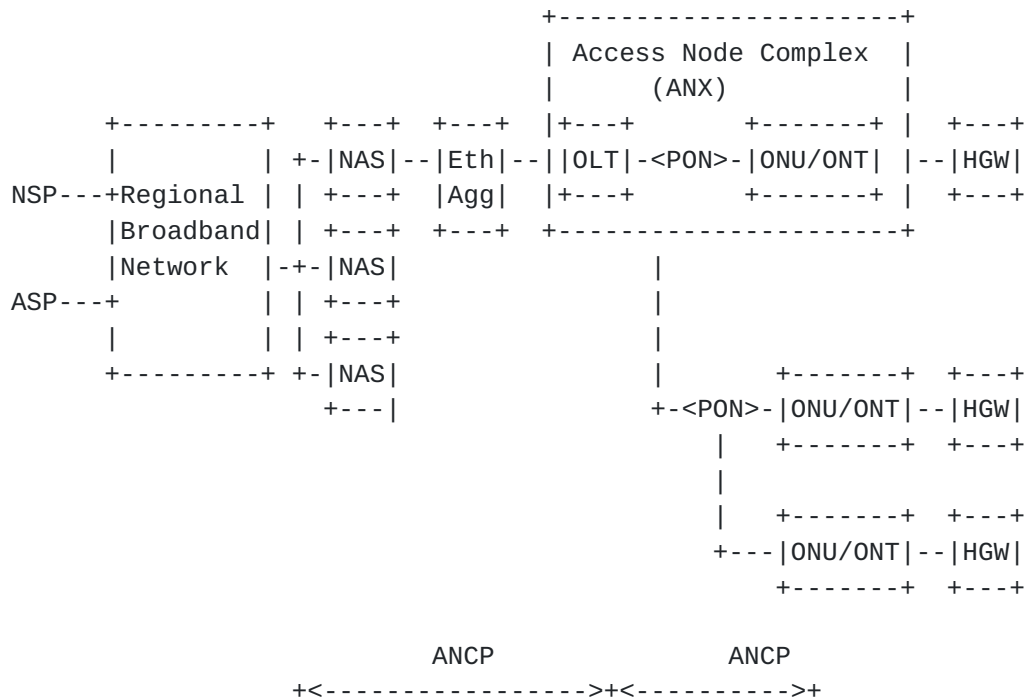 Access Node Complex
(ANX)
NAS Eth OLT <PON> ONU/ONT HGW
NSP Regional Agg
Broadband
Network NAS
ASP
NAS
<PON> ONU/ONT HGW
ONU/ONT HGW
ANCP ANCP